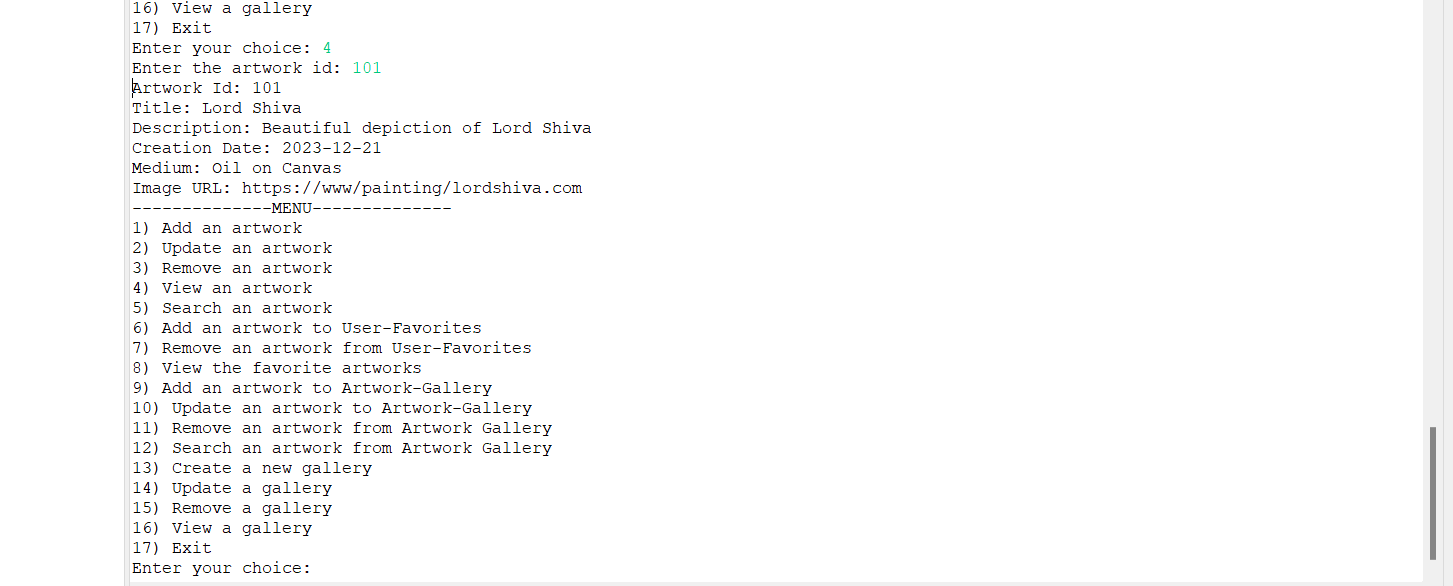 16) View a gallery
17) Exit
Enter your choice: 4
Enter the artwork id: 101
Artwork Id: 101
Title: Lord Shiva
Description: Beautiful depiction of Lord Shiva
Creation Date: 2023-12-21
Medium: Oil on Canvas
Image URL: https://www/painting/lordshiva.com
--------------MENU--------------
1) Add an artwork
2) Update an artwork
3) Remove an artwork
4) View an artwork
5) Search an artwork
6) Add an artwork to User-Favorites
7) Remove an artwork from User-Favorites
8) View the favorite artworks
9) Add an artwork to Artwork-Gallery
10) Update an artwork to Artwork-Gallery
11) Remove an artwork from Artwork Gallery
12) Search an artwork from Artwork Gallery
13) Create a new gallery
14) Update a gallery
15) Remove a gallery
16) View a gallery
17) Exit
Enter your choice: